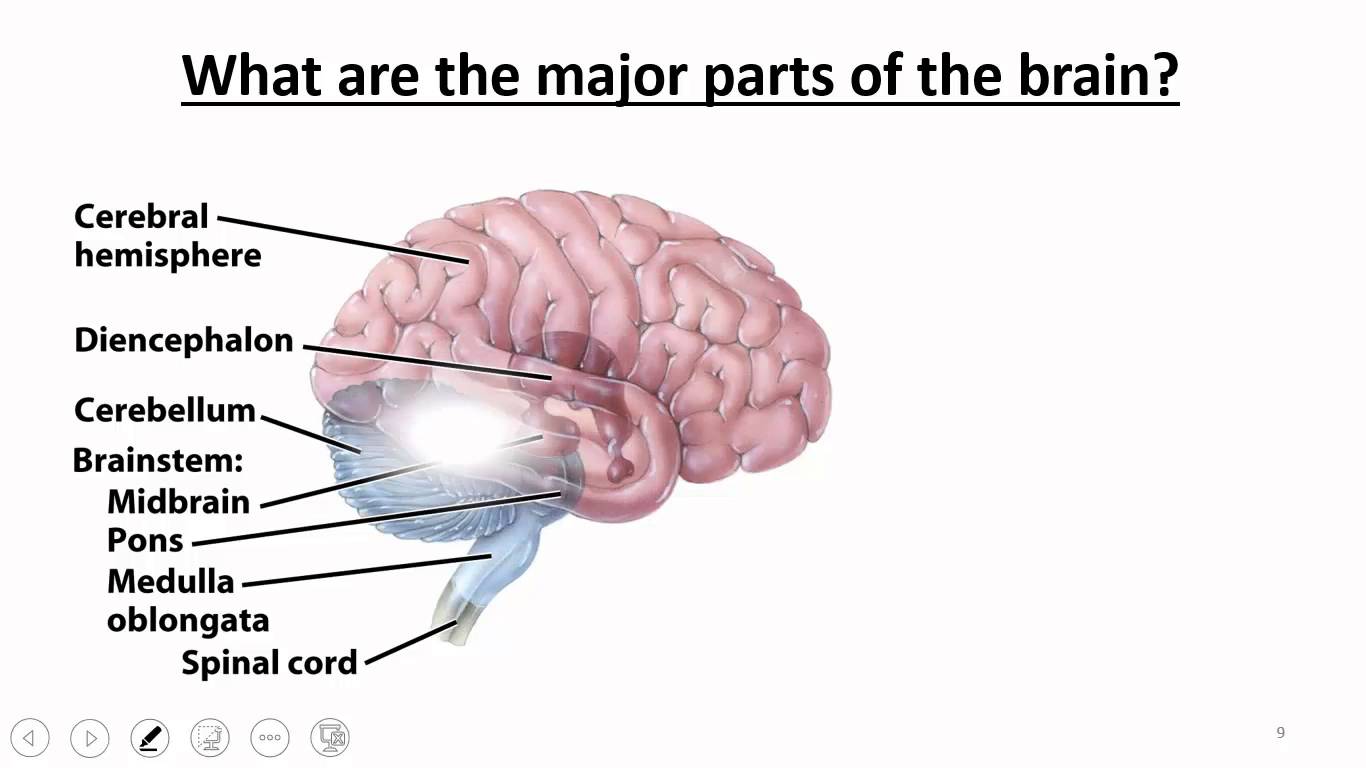 What are the major parts of the brain?
Cerebral
hemisphere
Diencephalon
Cerebellum
Brainstem:
Midbrain
Pons
Medulla
oblongata
Spinal cord
9